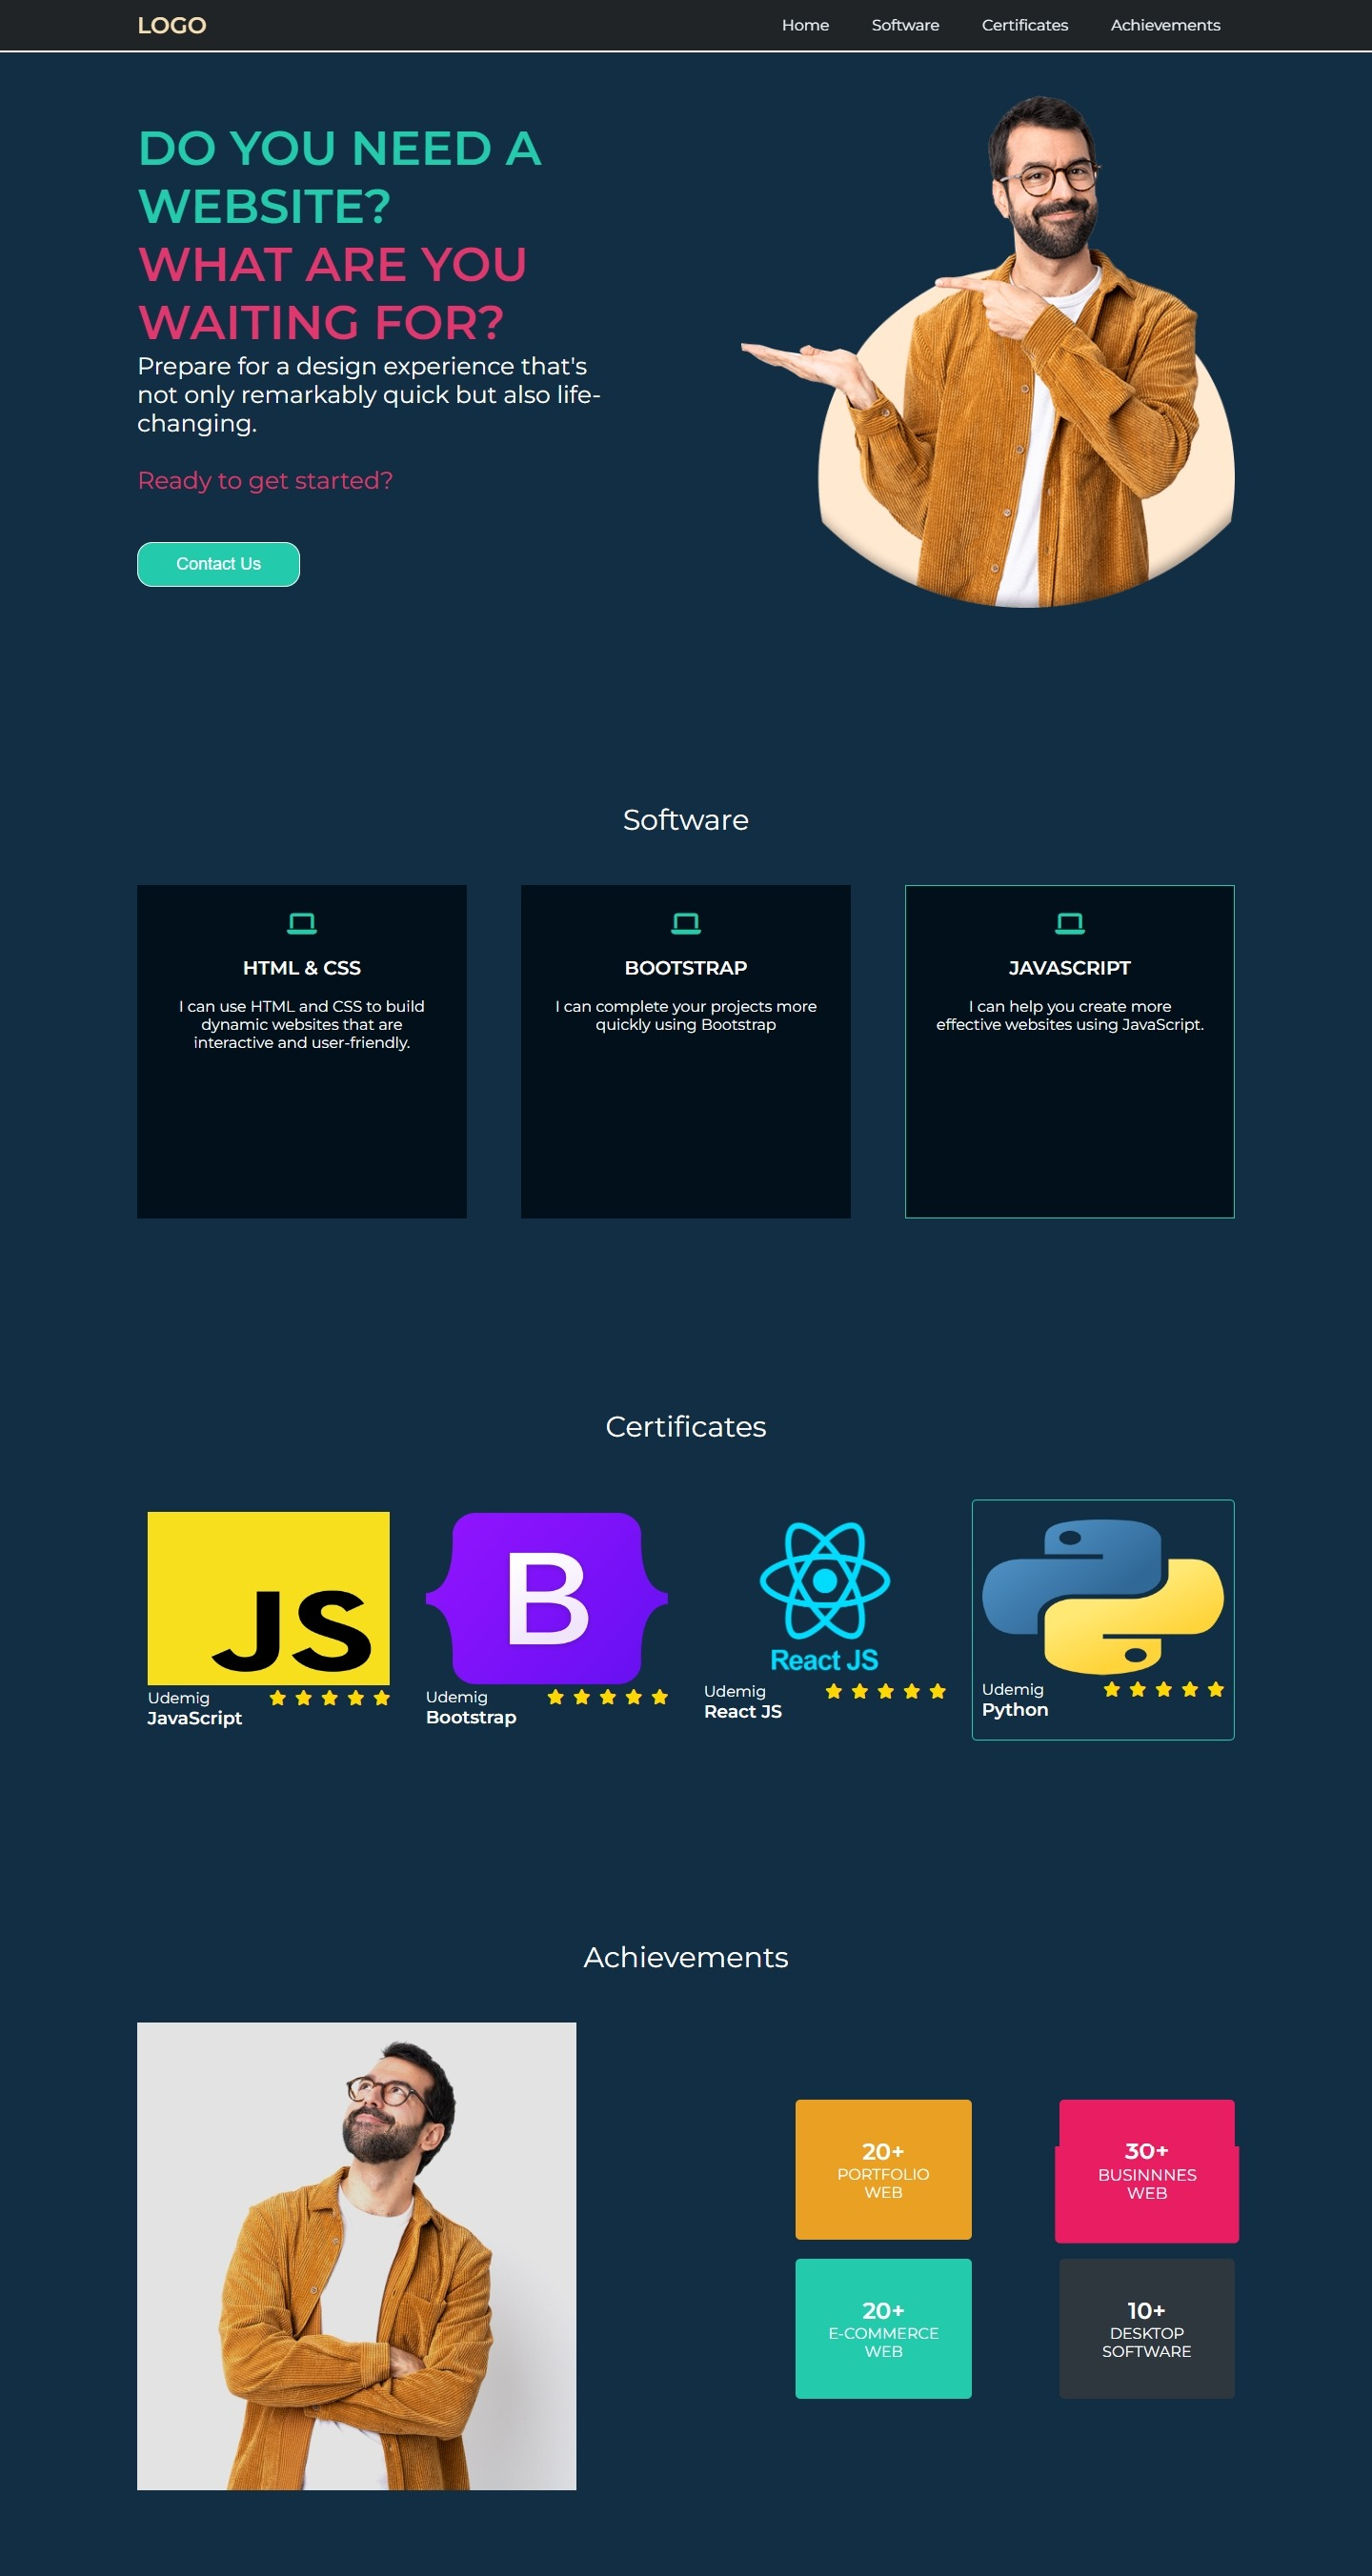 LOGO
Home Software Certificates Achievements
DO YOU NEED A
WEBSITE?
WHAT ARE YOU
WAITING FOR?
Prepare for a design experience that's
not only remarkably quick but also life-
changing.
Ready to get started?
Contact Us
Software
HTML & CSS
I can use HTML and CSS to build
dynamic websites that are
interactive and user-friendly.
BOOTSTRAP
I can complete your projects more
quickly using Bootstrap
JAVASCRIPT
I can help you create more
effective websites using JavaScript.
Certificates
JS
Udemig
JavaScript
B
Udemig
Bootstrap
React JS
Udemig
React JS
Udemig
Python
Achievements
20+
PORTFOLIO
WEB
30+
BUSINNNES
WEB
20+
E-COMMERCE
WEB
10+
DESKTOP
SOFTWARE